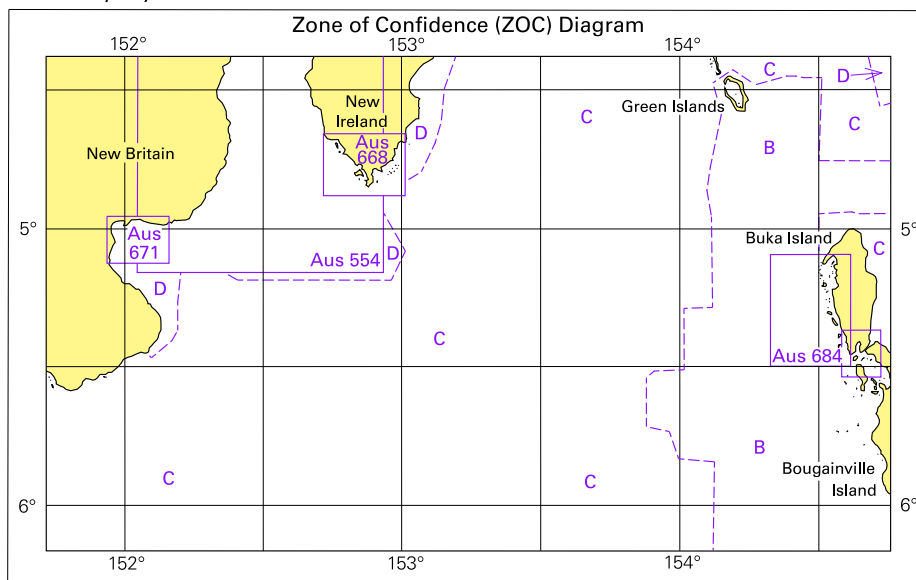 Zone of Confidence (ZOC) Diagram
152°
153°
154°
C
D
Green Islands
New
Ireland
D
C
C
Aus
668
New Britain
B
5°
5°
Aus
671
Aus 554
D
Buka Island
C
D
C
Aus 684
B
C
C
Bougainville
Island
6°
6°
152°
153°
154°